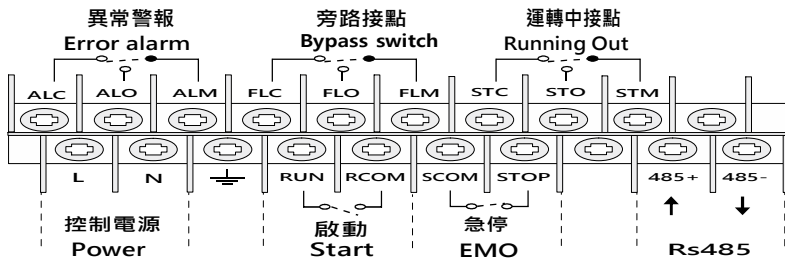 異常警報 旁路接點 運轉中接點
Error alarm Bypass switch Running Out
ALC ALO ALM FLC FLO FLM STC STO STM
L N RUN RCOM SCOM STOP 485+ 485-
控制電源 啟動 急停
Power Start EMO Rs485